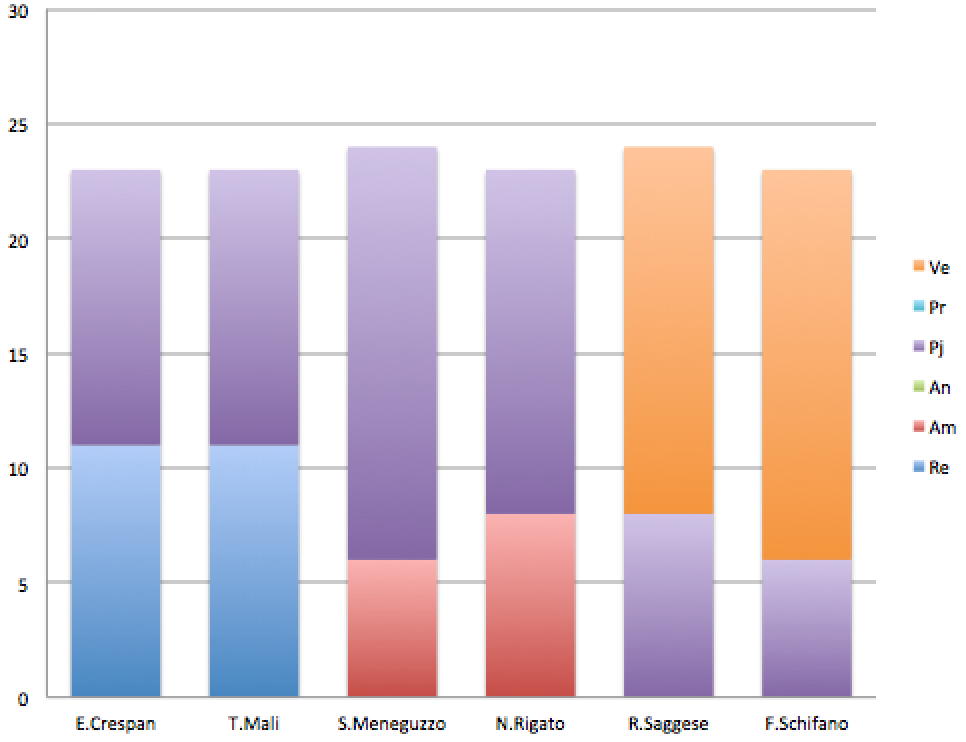 30
25
20
15
10
5
0
E.Crespan T.Mali S.Meneguzzo N.Rigato R.Saggese F.Schifano
Ve
Pr
Pj
An
Am
Re